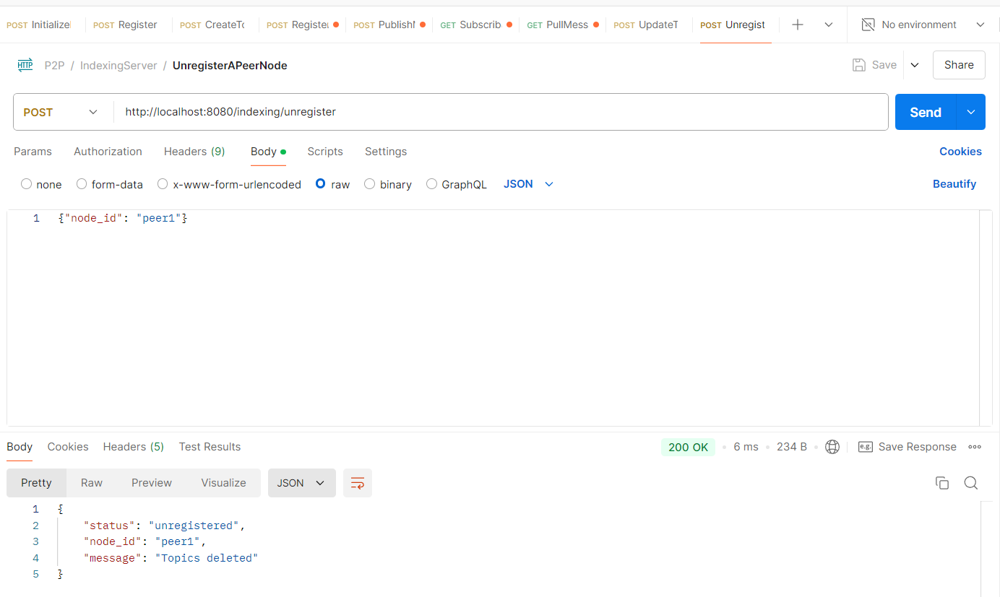 POST Initialize POST Register POST CreateTo POST Register POST Publish GET Subscrib GET PullMess POST UpdateT POST Unregist No environment
HTTP P2P / IndexingServer / UnregisterAPeerNode Save Share
POST http://localhost:8080/indexing/unregister Send
Params Authorization Headers (9) Body Scripts Settings Cookies
none form-data x-www-form-urlencoded raw binary GraphQL JSON Beautify
1 {"node_id": "peer1"}
Body Cookies Headers (5) Test Results 200 OK 6 ms 234 B e.g. Save Response
Pretty Raw Preview Visualize JSON
1 {
2 "status": "unregistered",
3 "node_id": "peer1",
4 "message": "Topics deleted"
5 }